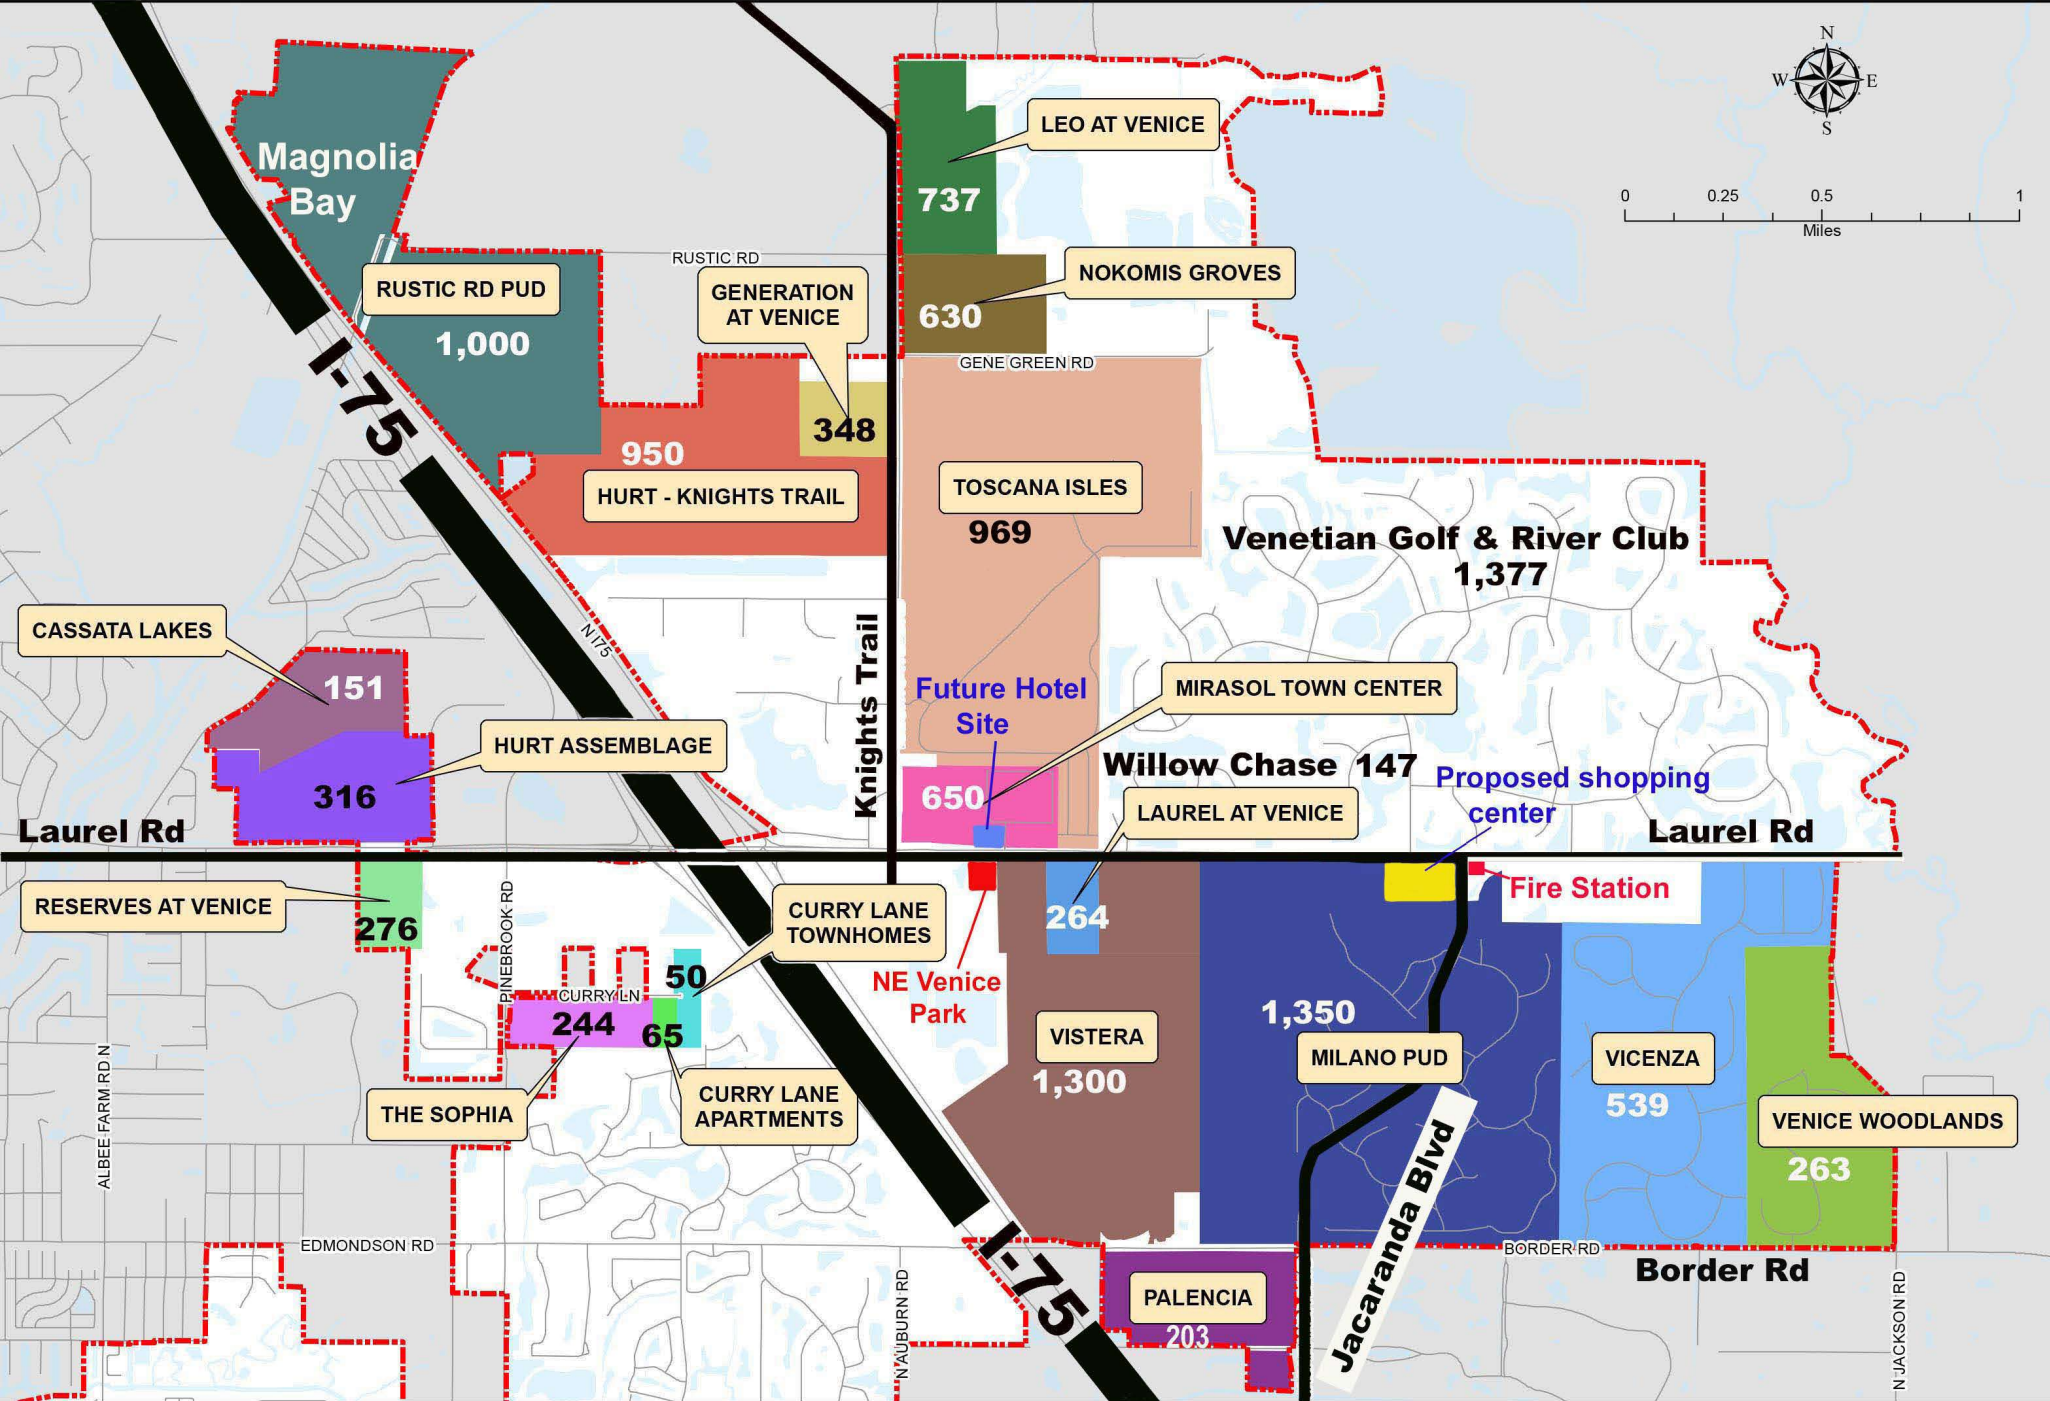 N
W
E
S
0
0.25
0.5
1
Miles
Magnolia
Bay
LEO AT VENICE
737
RUSTIC RD
RUSTIC RD PUD
1,000
GENERATION
AT VENICE
348
NOKOMIS GROVES
630
GENE GREEN RD
I-75
950
HURT - KNIGHTS TRAIL
TOSCANA ISLES
969
Venetian Golf & River Club
1,377
CASSATA LAKES
151
N I75
Knights Trail
Future Hotel
Site
MIRASOL TOWN CENTER
650
HURT ASSEMBLAGE
316
Willow Chase 147
Proposed shopping
center
LAUREL AT VENICE
Laurel Rd
Laurel Rd
RESERVES AT VENICE
276
PINEBROOK RD
CURRY LANE
TOWNHOMES
50
CURRY LN
244
65
264
Fire Station
NE Venice
Park
VISTERA
1,300
1,350
MILANO PUD
VICENZA
539
THE SOPHIA
CURRY LANE
APARTMENTS
VENICE WOODLANDS
263
ALBEE FARM RD N
EDMONDSON RD
I-75
N AUBURN RD
PALENCIA
203
Jacaranda Blvd
BORDER RD
Border Rd
N JACKSON RD